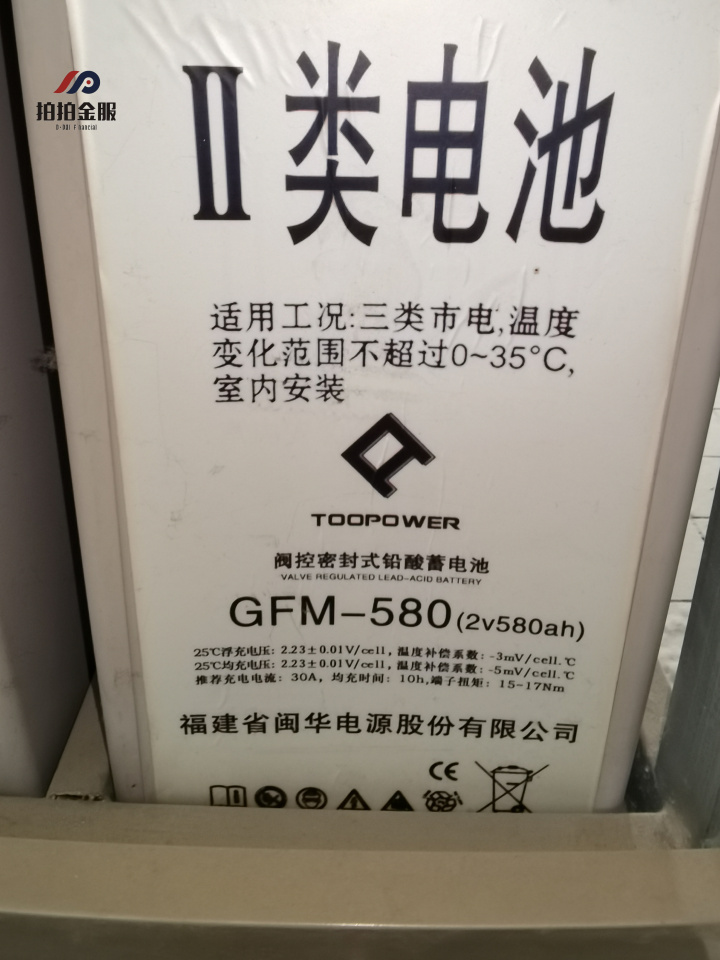 拍拍金服
II类电池
适用工况:三类市电,温度
变化范围不超过0~35°C,
室内安装
TOOPOWER
阀控密封式铅酸蓄电池
VALVE REGULATED LEAD-ACID BATTERY
GFM-580(2v580ah)
25℃浮充电压: 2.23±0.01V/cell, 温度补偿系数: -3mV/cell.℃
25℃均充电压: 2.23±0.01V/cell, 温度补偿系数: -5mV/cell.℃
推荐充电电流: 30A, 均充时间: 10h,端子扭矩: 15-17Nm
福建省闽华电源股份有限公司
CE